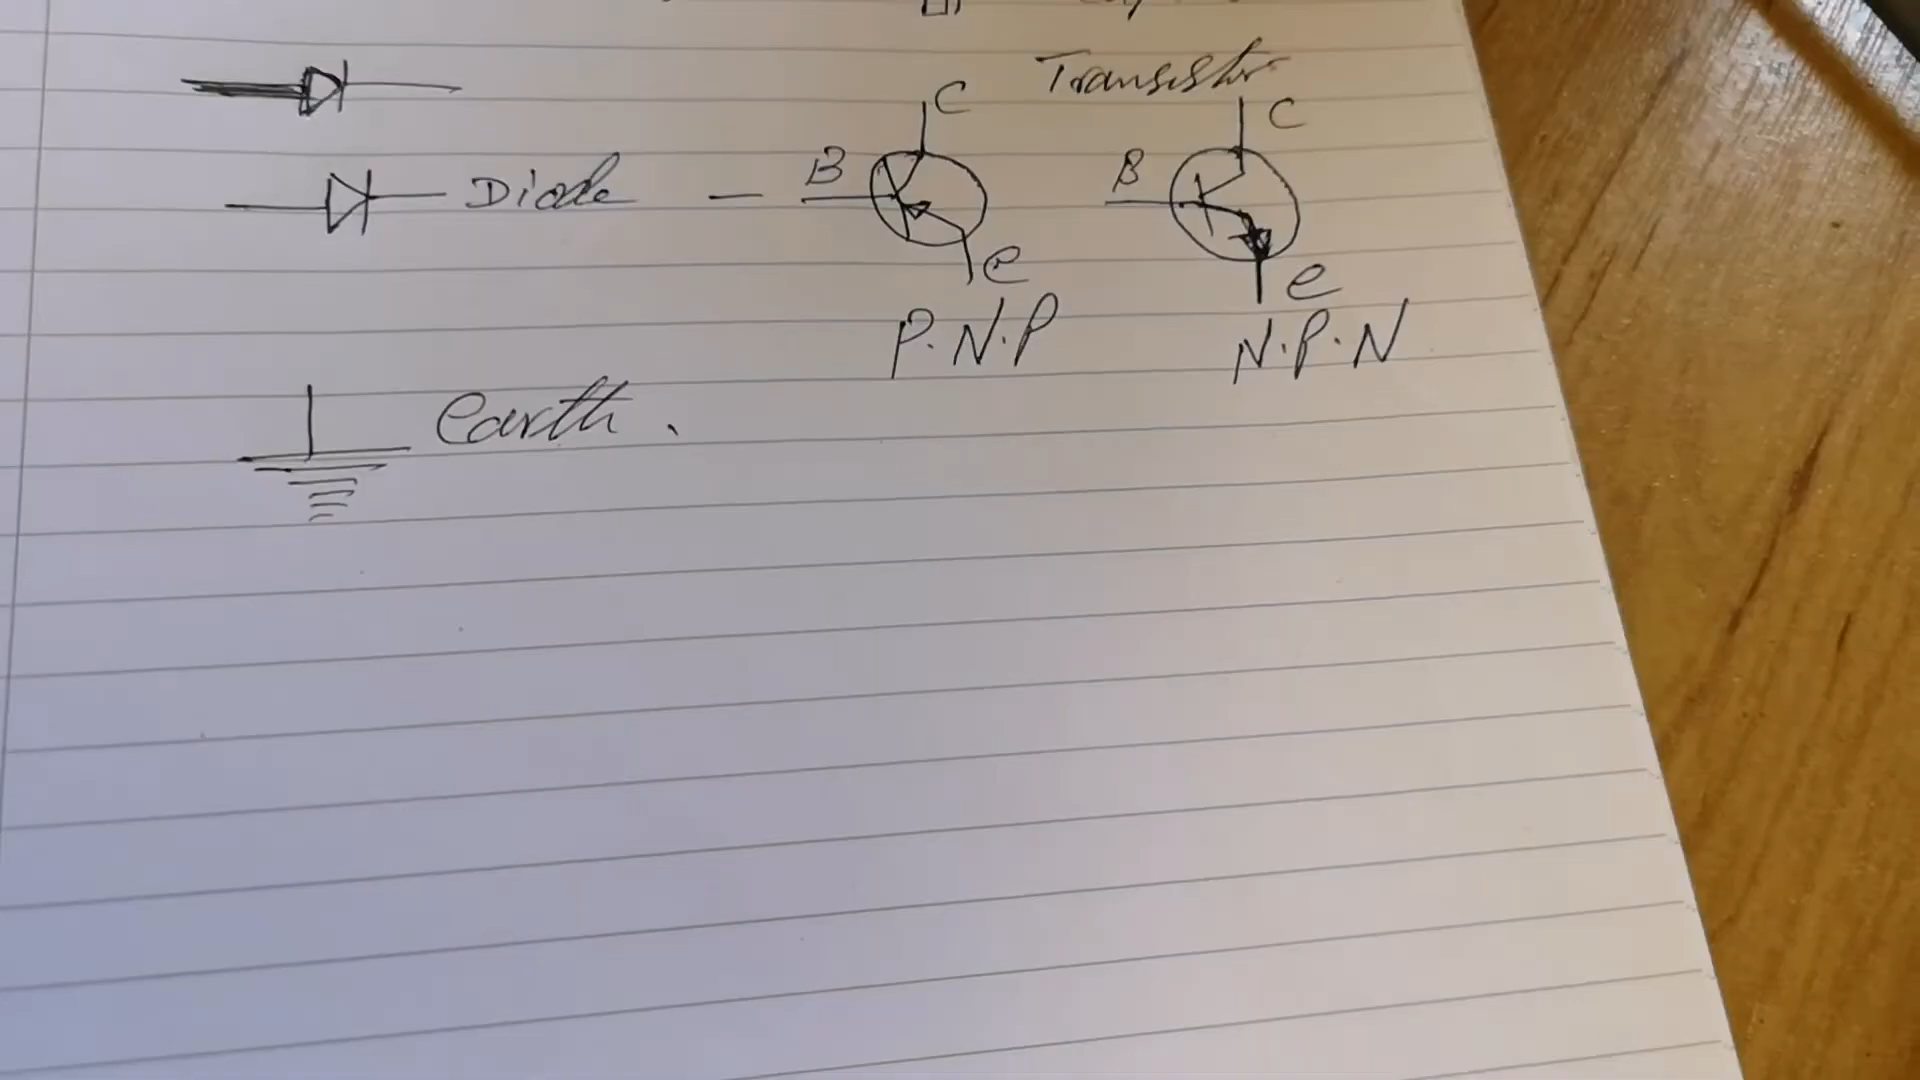 Transistor
C
C
B
B
Diode
e
e
P.N.P
N.P.N
earth.